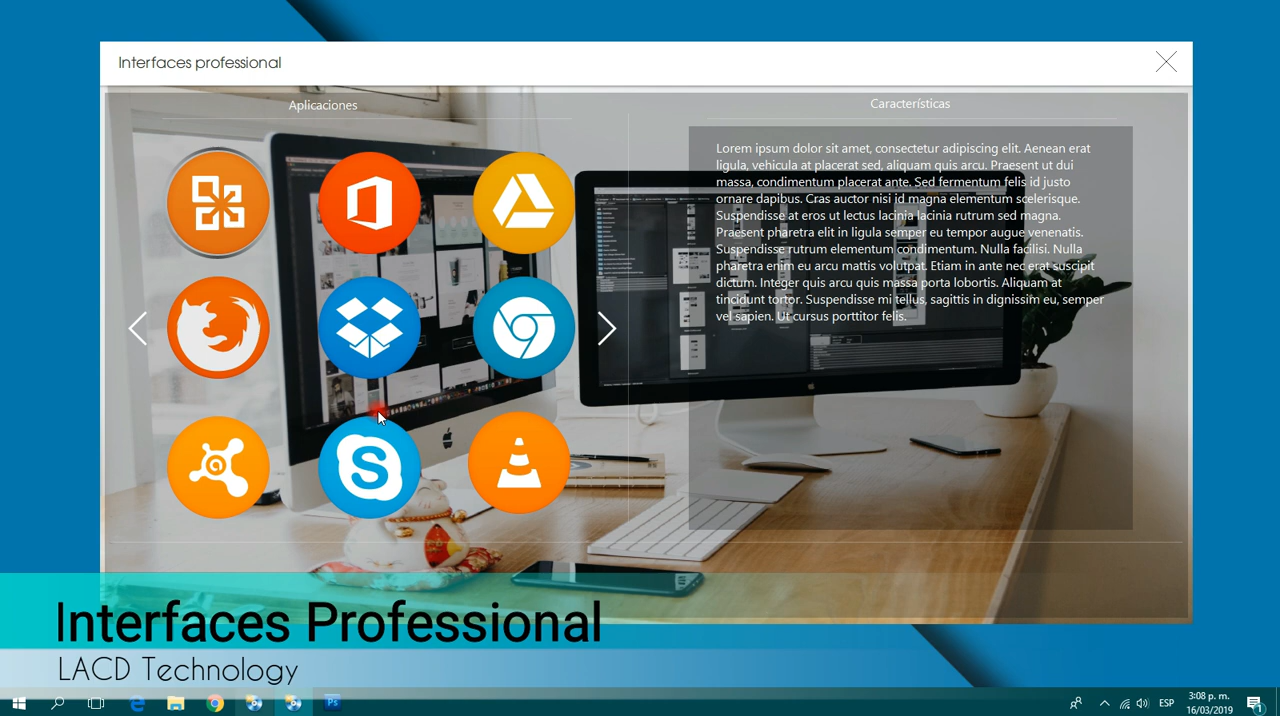 Interfaces professional
Aplicaciones
Características
Lorem ipsum dolor sit amet, consectetur adipiscing elit. Aenean erat
ligula, vehicula at placerat sed, aliquam quis arcu. Praesent ut dui
massa, condimentum placerat ante. Sed fermentum felis id justo
ornare dapibus. Cras auctor nisi id magna elementum scelerisque.
Suspendisse at eros ut lectus lacinia lacinia rutrum sed magna.
Praesent pharetra elit in ligula semper eu tempor augue venenatis.
Suspendisse rutrum elementum condimentum. Nulla facilisi. Nulla
pharetra enim eu arcu mattis volutpat. Etiam in ante nec erat suscipit
dictum. Integer quis arcu quis massa porta lobortis. Aliquam at
tincidunt tortor. Suspendisse mi tellus, sagittis in dignissim eu, semper
vel sapien. Ut cursus porttitor felis.
S
Interfaces Professional
LACD Technology
Ps
ESP
3:08 p. m.
16/03/2019
1